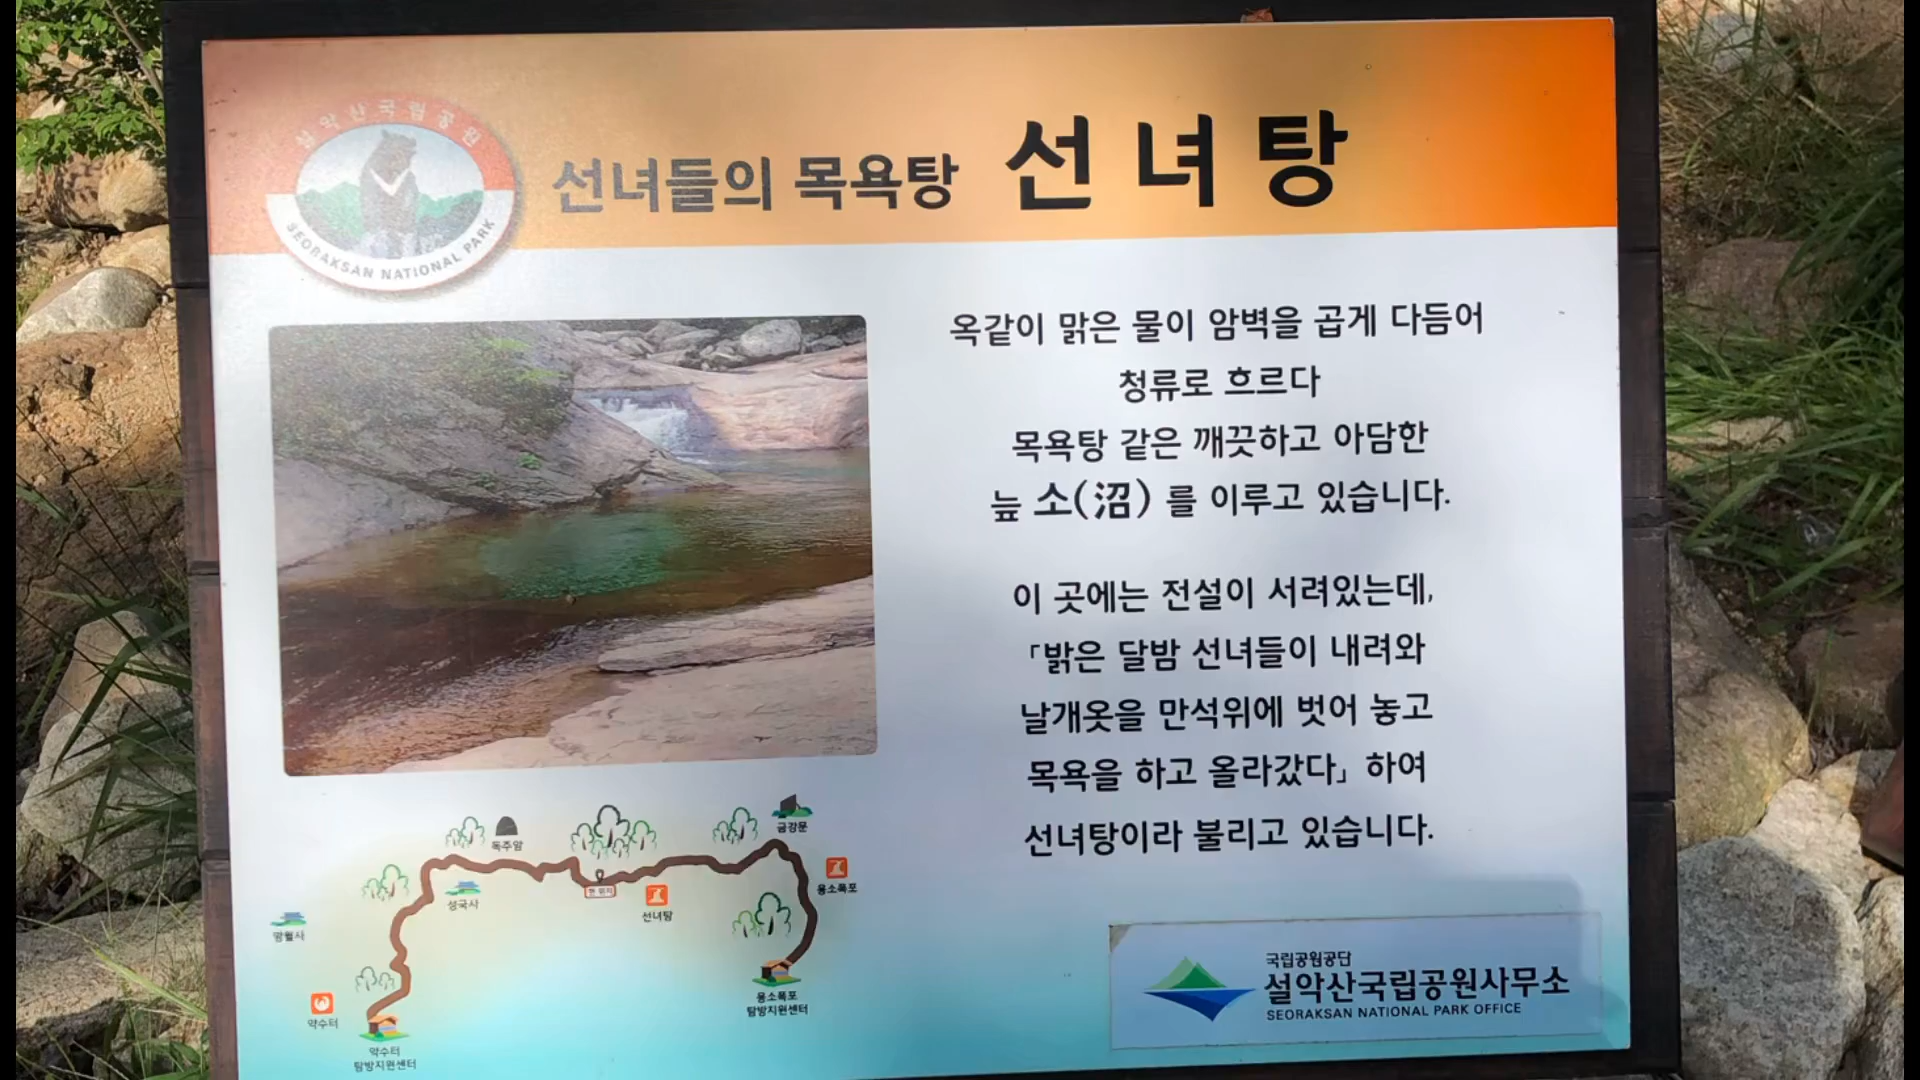 설악산국립공원
SEORAKSAN NATIONAL PARK
선녀들의 목욕탕 선녀탕
옥같이 맑은 물이 암벽을 곱게 다듬어
청류로 흐르다
목욕탕 같은 깨끗하고 아담한
늪 소(沼) 를 이루고 있습니다.
이 곳에는 전설이 서려있는데,
「밝은 달밤 선녀들이 내려와
날개옷을 만석위에 벗어 놓고
목욕을 하고 올라갔다」 하여
선녀탕이라 불리고 있습니다.
금강문
독주암
용소폭포
성국사
현 위치
선녀탕
망월사
용소폭포
탐방지원센터
약수터
약수터
탐방지원센터
국립공원공단
설악산국립공원사무소
SEORAKSAN NATIONAL PARK OFFICE